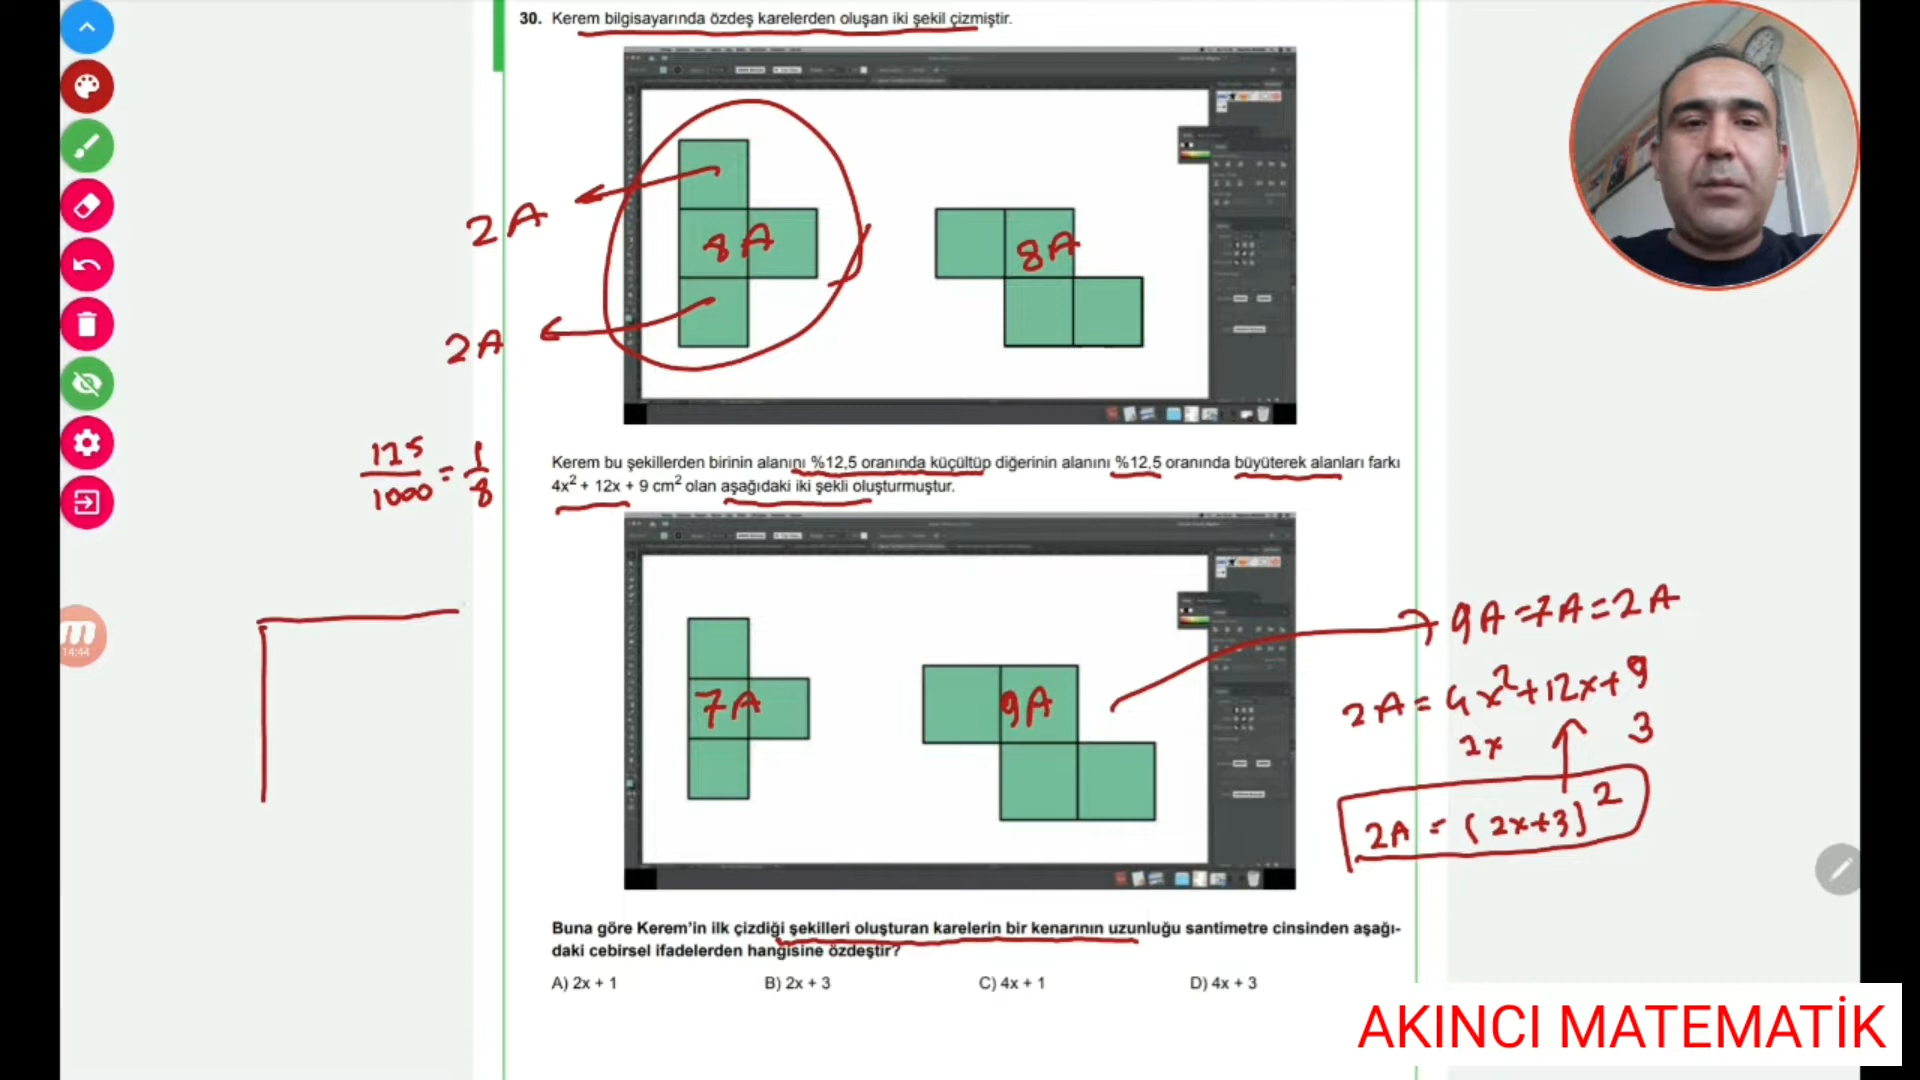 30. Kerem bilgisayarında özdeş karelerden oluşan iki şekil çizmiştir.
2A
8A
8A
2A
125/1000 = 1/8
Kerem bu şekillerden birinin alanını %12,5 oranında küçültüp diğerinin alanını %12,5 oranında büyüterek alanları farkı
4x² + 12x + 9 cm² olan aşağıdaki iki şekli oluşturmuştur.
14:44
7A
9A
9A=7A=2A
2A = 4x²+12x+9
2x 3
2A = (2x+3)²
Buna göre Kerem'in ilk çizdiği şekilleri oluşturan karelerin bir kenarının uzunluğu santimetre cinsinden aşağı-
daki cebirsel ifadelerden hangisine özdeştir?
A) 2x + 1 B) 2x + 3 C) 4x + 1 D) 4x + 3
AKINCI MATEMATİK